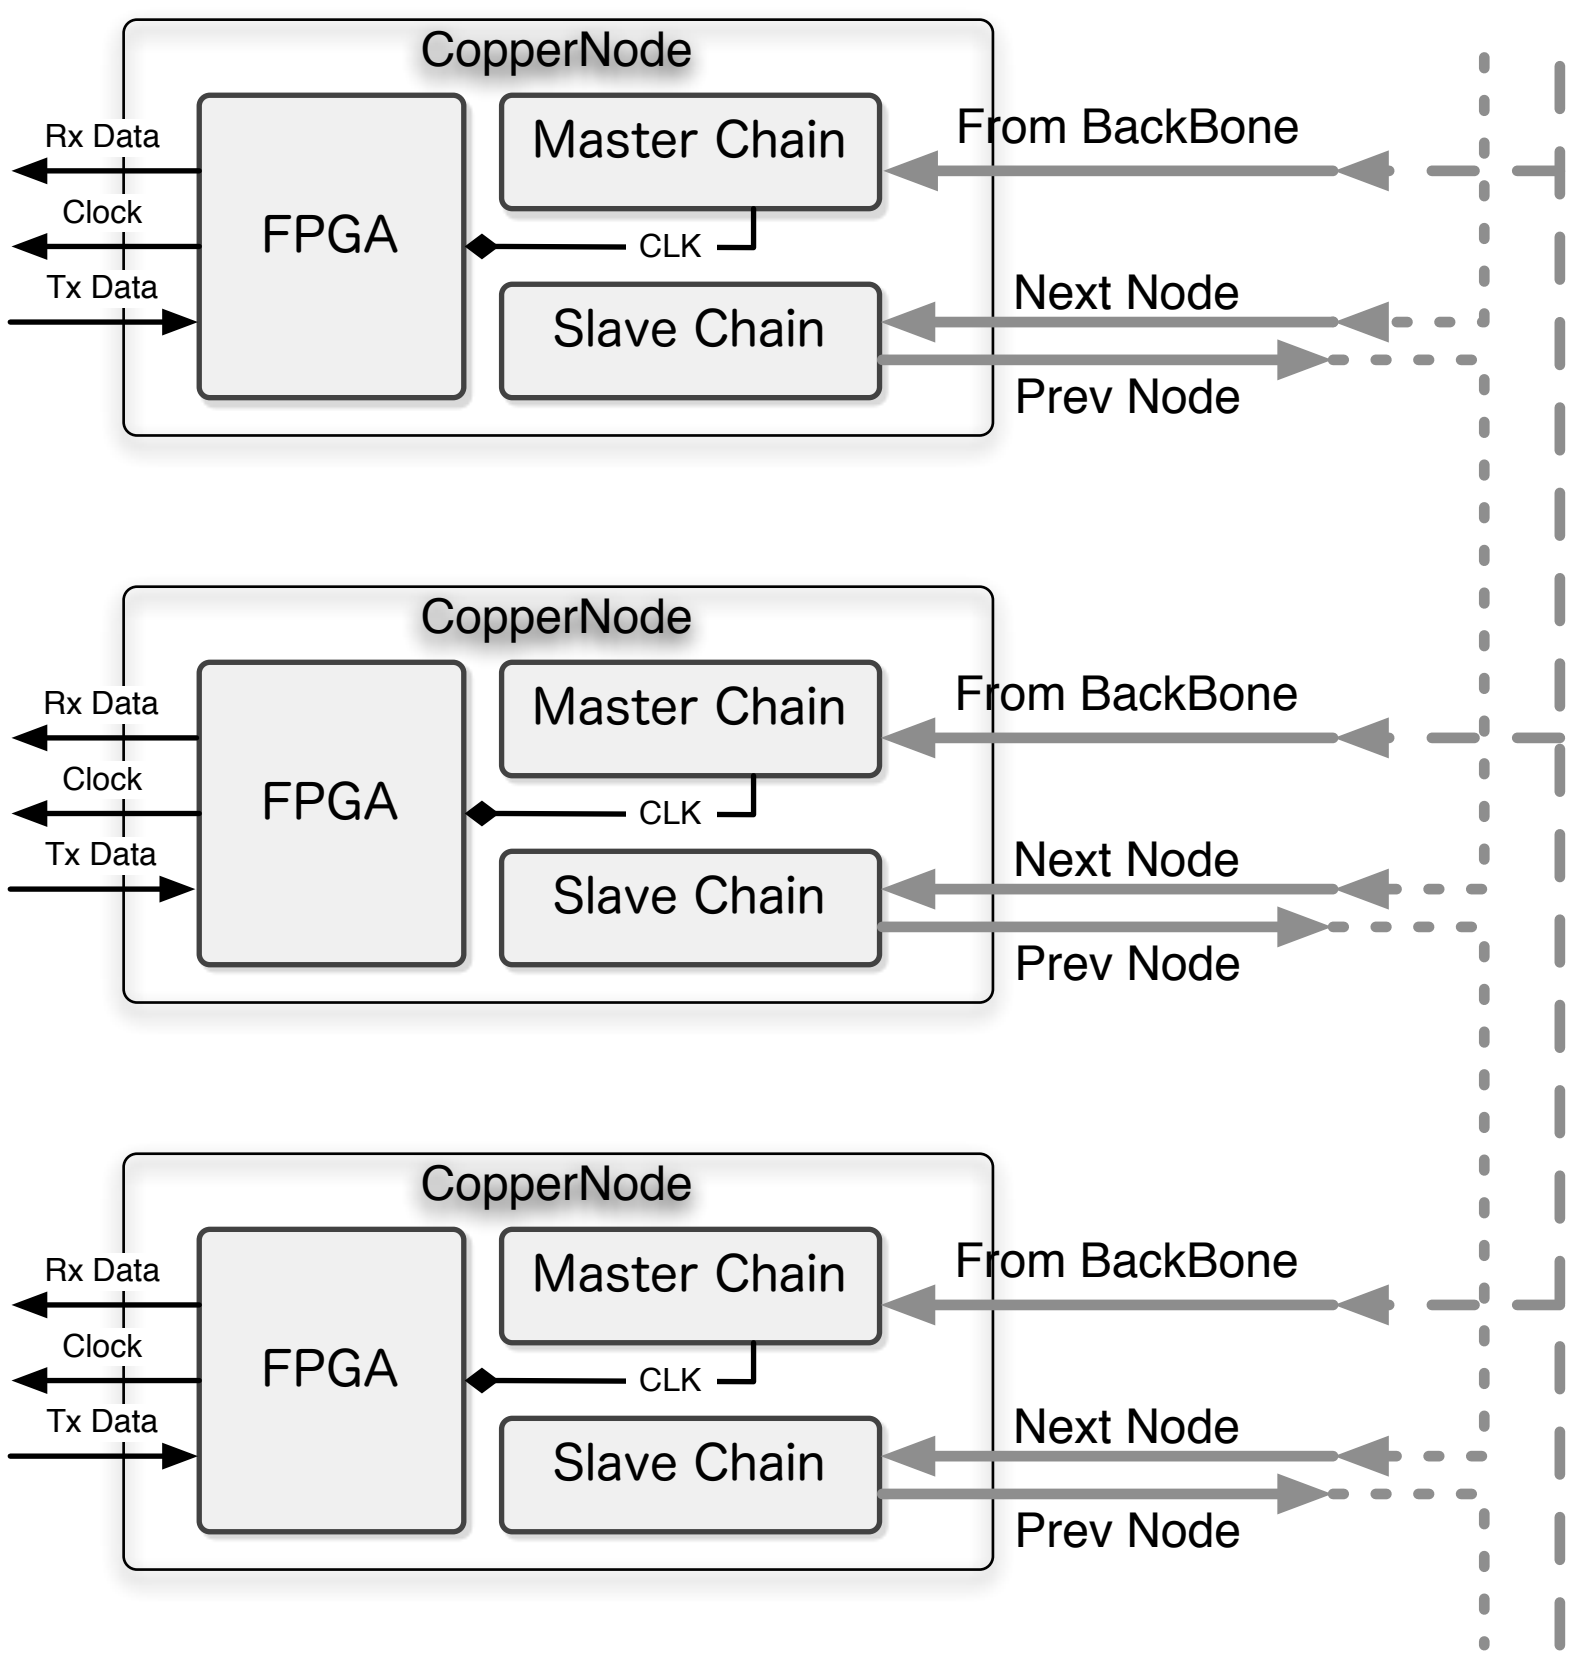 CopperNode
Rx Data
Master Chain
From BackBone
Clock
FPGA
CLK
Tx Data
Slave Chain
Next Node
Prev Node
CopperNode
Rx Data
Master Chain
From BackBone
Clock
FPGA
CLK
Tx Data
Slave Chain
Next Node
Prev Node
CopperNode
Rx Data
Master Chain
From BackBone
Clock
FPGA
CLK
Tx Data
Slave Chain
Next Node
Prev Node